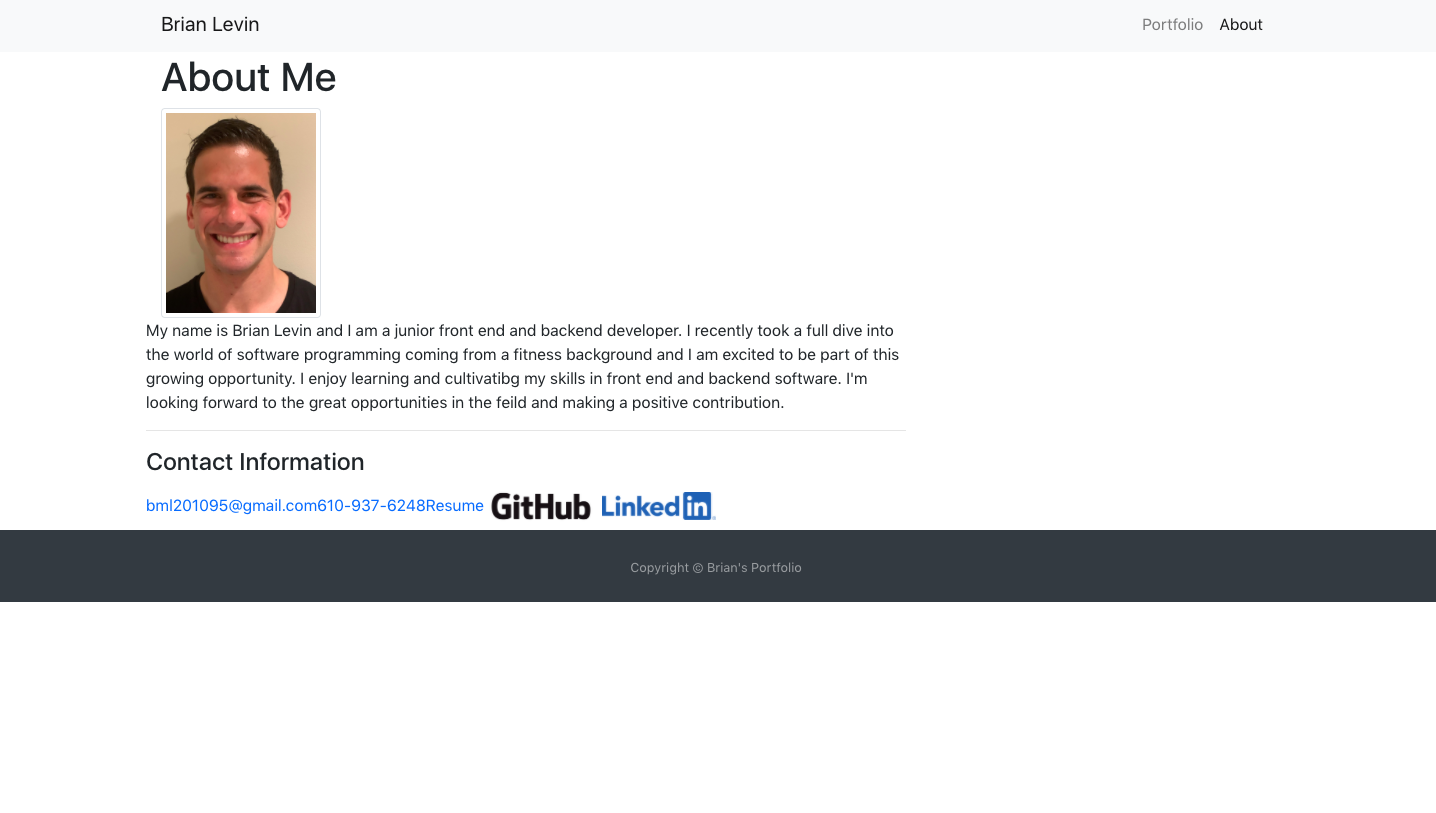 Brian Levin
Portfolio About
About Me
My name is Brian Levin and I am a junior front end and backend developer. I recently took a full dive into
the world of software programming coming from a fitness background and I am excited to be part of this
growing opportunity. I enjoy learning and cultivatibg my skills in front end and backend software. I'm
looking forward to the great opportunities in the feild and making a positive contribution.
Contact Information
bml201095@gmail.com610-937-6248Resume GitHub Linked in
Copyright © Brian's Portfolio